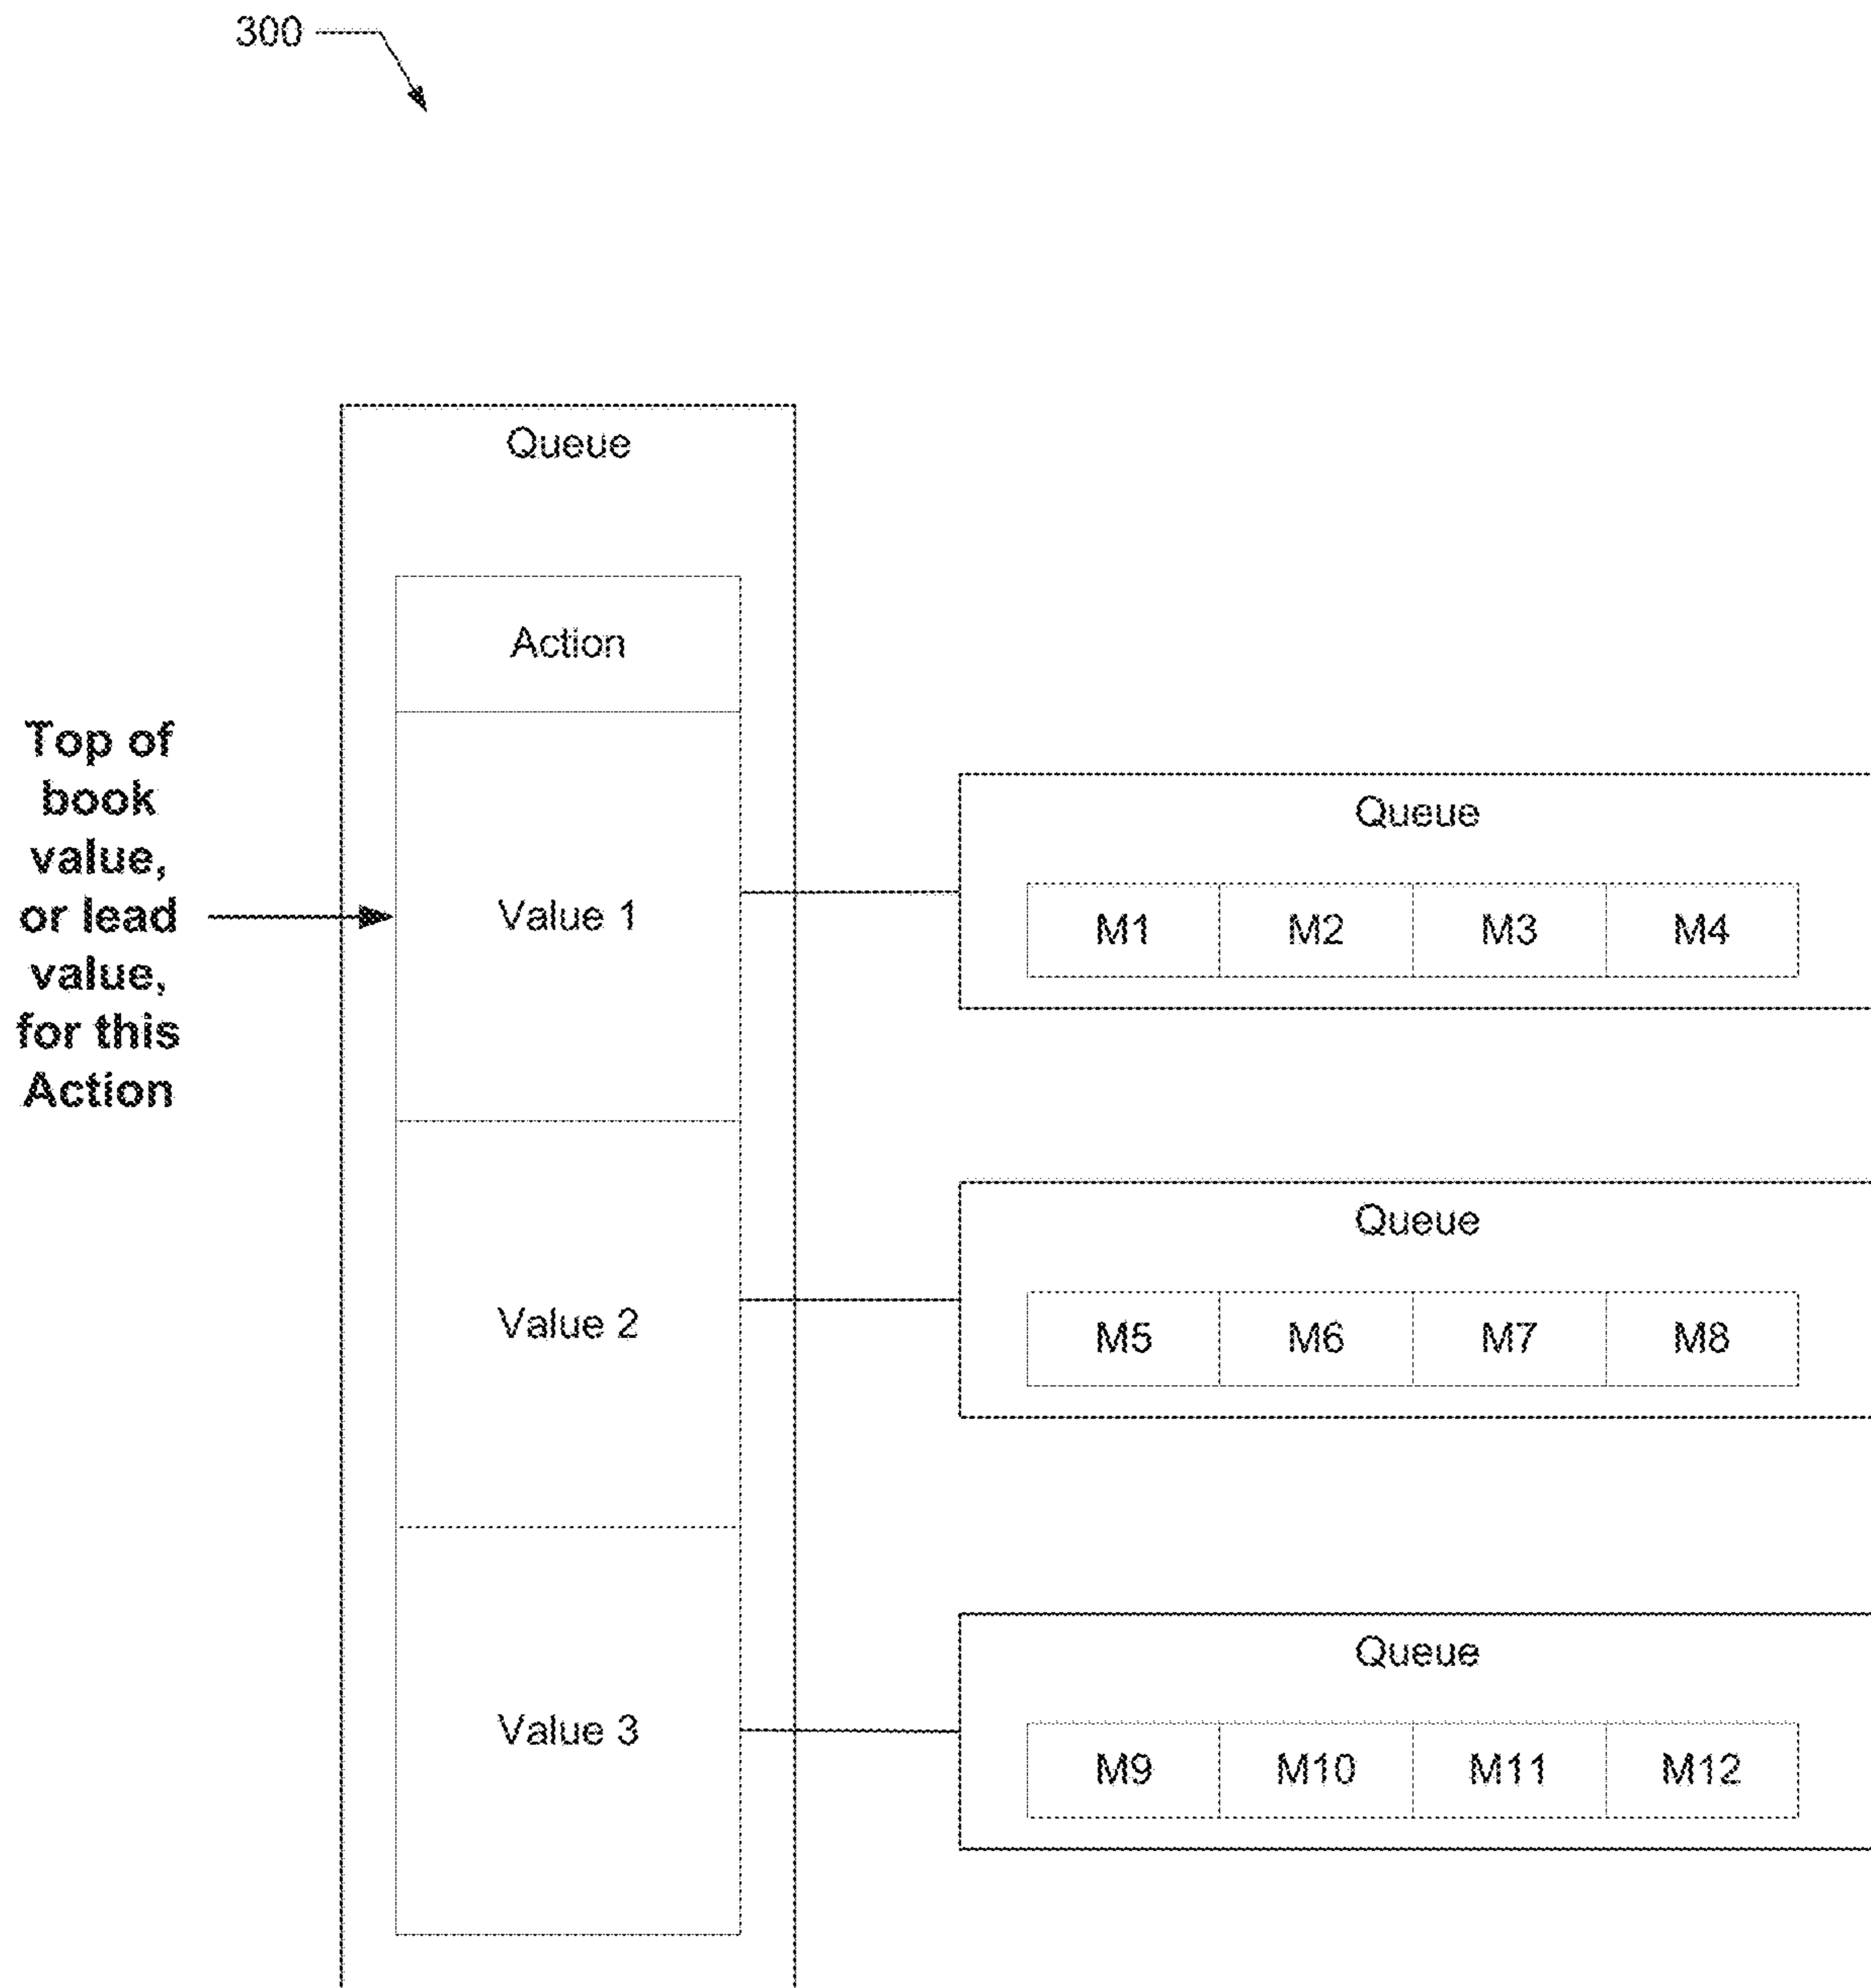 300
Queue
Action
Top of
book
value,
or lead
value,
for this
Action
Value 1
Queue
M1 M2 M3 M4
Value 2
Queue
M5 M6 M7 M8
Value 3
Queue
M9 M10 M11 M12